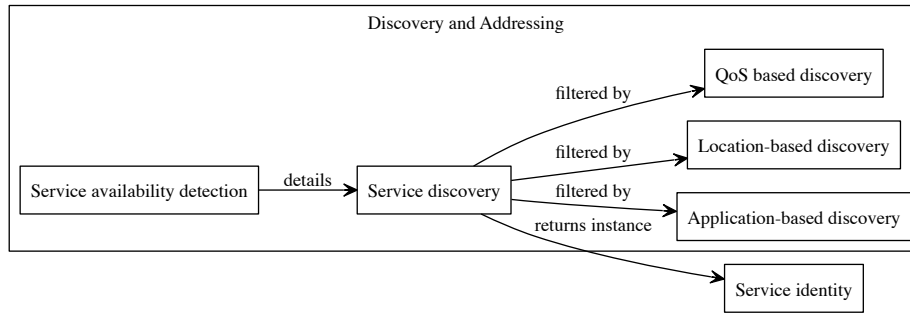 Discovery and Addressing
QoS based discovery
filtered by
Location-based discovery
filtered by
Service availability detection
details
Service discovery
filtered by
Application-based discovery
returns instance
Service identity